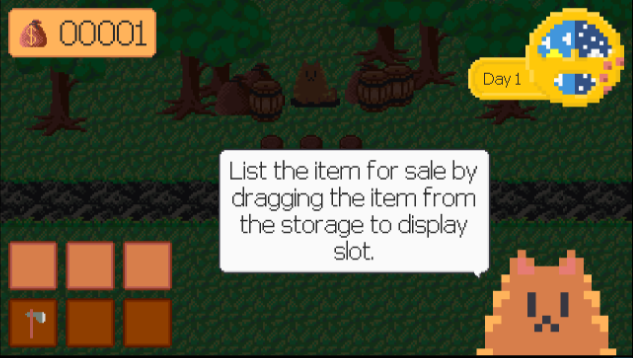 00001
Day 1
List the item for sale by
dragging the item from
the storage to display
slot.